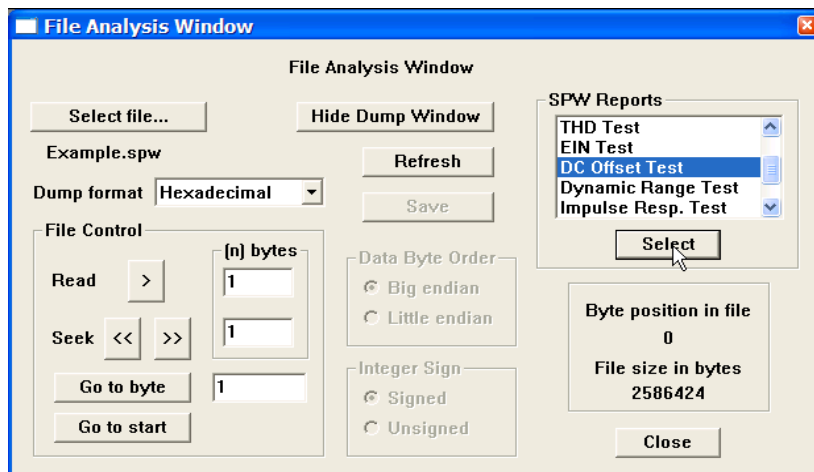 File Analysis Window
File Analysis Window
Select file...
Hide Dump Window
Example.spw
Refresh
Dump format Hexadecimal
Save
SPW Reports
THD Test
EIN Test
DC Offset Test
Dynamic Range Test
Impulse Resp. Test
Select
File Control
(n) bytes
Read > 1
Seek << >> 1
Go to byte 1
Go to start
Data Byte Order
Big endian
Little endian
Integer Sign
Signed
Unsigned
Byte position in file
0
File size in bytes
2586424
Close